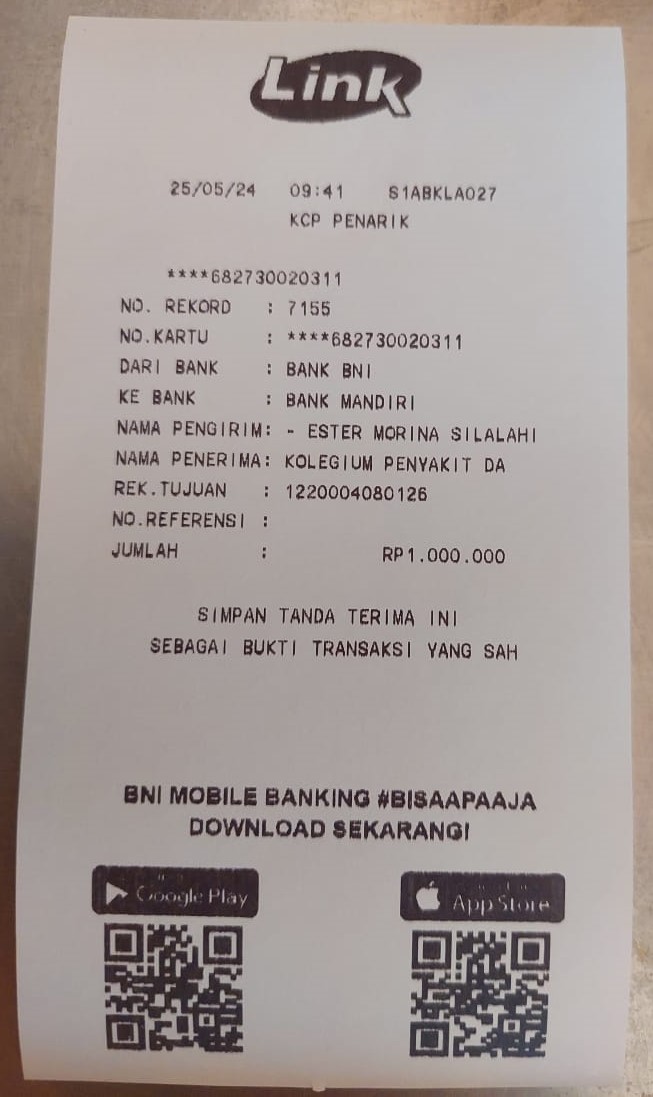 Link
25/05/24 09:41 S1ABKLA027
KCP PENARIK
****682730020311
NO. REKORD : 7155
NO.KARTU : ****682730020311
DARI BANK : BANK BNI
KE BANK : BANK MANDIRI
NAMA PENGIRIM: - ESTER MORINA SILALAHI
NAMA PENERIMA: KOLEGIUM PENYAKIT DA
REK.TUJUAN : 1220004080126
NO.REFERENSI :
JUMLAH : RP1.000.000
SIMPAN TANDA TERIMA INI
SEBAGAI BUKTI TRANSAKSI YANG SAH
BNI MOBILE BANKING #BISAAPAAJA
DOWNLOAD SEKARANG!
Google Play
App Store